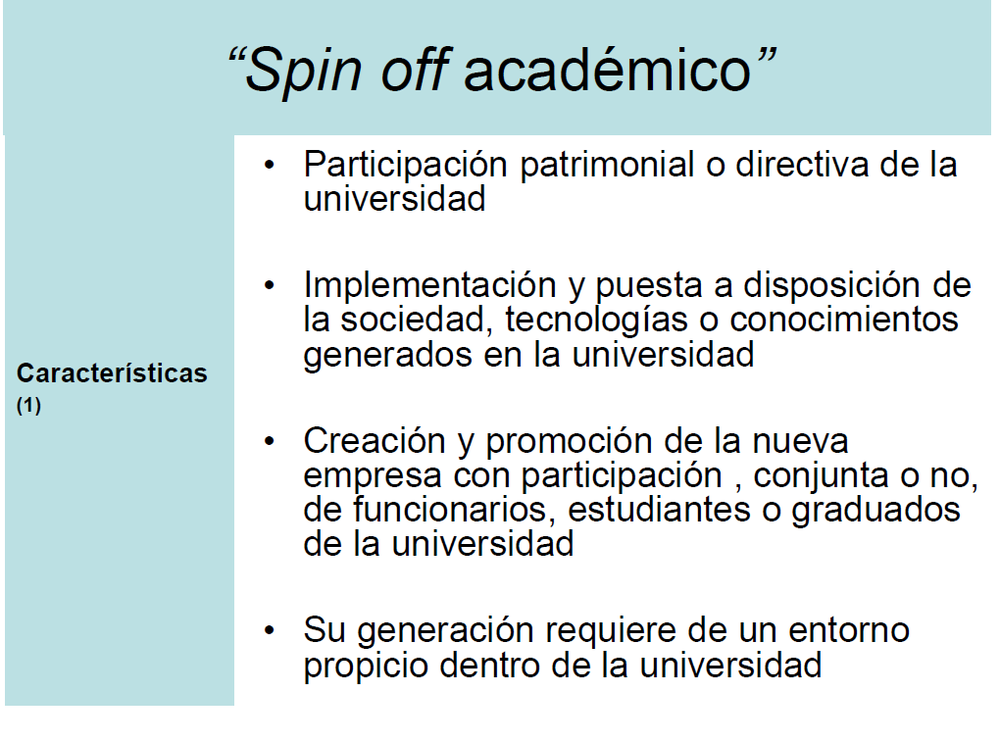 “Spin off académico”
Características
(1)
• Participación patrimonial o directiva de la
universidad
• Implementación y puesta a disposición de
la sociedad, tecnologías o conocimientos
generados en la universidad
• Creación y promoción de la nueva
empresa con participación , conjunta o no,
de funcionarios, estudiantes o graduados
de la universidad
• Su generación requiere de un entorno
propicio dentro de la universidad